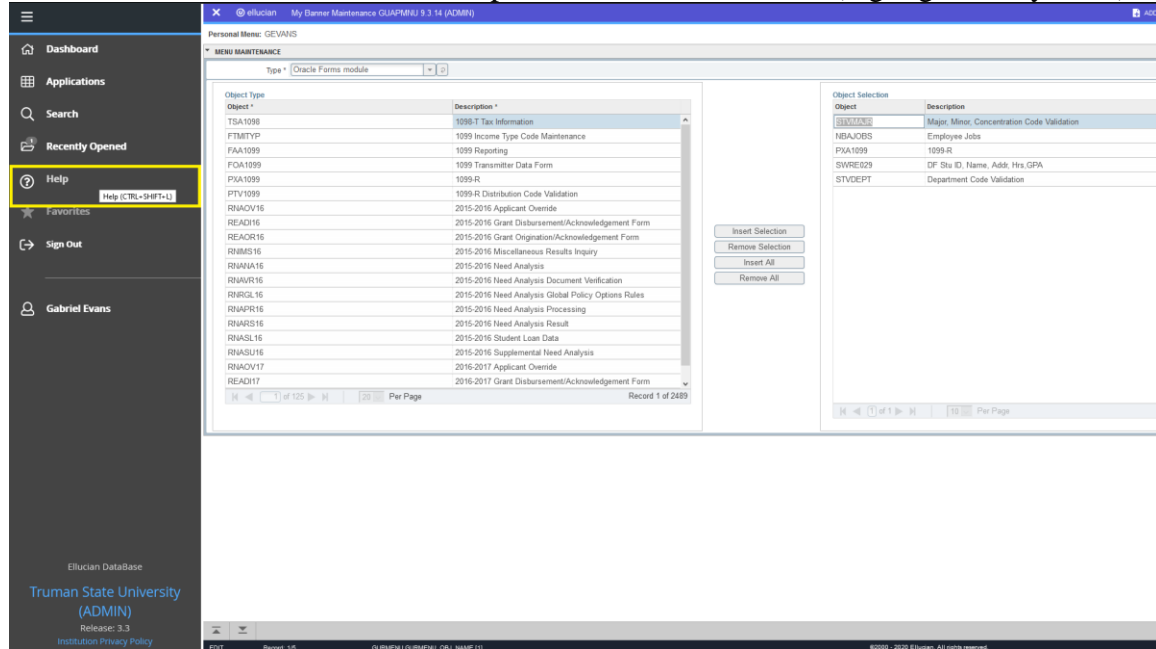 ellucian My Banner Maintenance GUAPMNU 9.3.14 (ADMIN)
Personal Menu: GEVANS
MENU MAINTENANCE
Type * Oracle Forms module
Dashboard
Applications
Search
Recently Opened
Help
Help (CTRL+SHIFT+L)
Favorites
Sign Out
Gabriel Evans
Ellucian DataBase
Truman State University
(ADMIN)
Release: 3.3
Institution Privacy Policy
Object Type
Object * Description *
TSA1098 1098-T Tax Information
FTMITYP 1099 Income Type Code Maintenance
FAA1099 1099 Reporting
FOA1099 1099 Transmitter Data Form
PXA1099 1099-R
PTV1099 1099-R Distribution Code Validation
RNAOV16 2015-2016 Applicant Override
READI16 2015-2016 Grant Disbursement/Acknowledgement Form
REAOR16 2015-2016 Grant Origination/Acknowledgement Form
RNIMS16 2015-2016 Miscellaneous Results Inquiry
RNANA16 2015-2016 Need Analysis
RNAVR16 2015-2016 Need Analysis Document Verification
RNRGL16 2015-2016 Need Analysis Global Policy Options Rules
RNAPR16 2015-2016 Need Analysis Processing
RNARS16 2015-2016 Need Analysis Result
RNASL16 2015-2016 Student Loan Data
RNASU16 2015-2016 Supplemental Need Analysis
RNAOV17 2016-2017 Applicant Override
READI17 2016-2017 Grant Disbursement/Acknowledgement Form
1 of 125 20 Per Page Record 1 of 2489
Insert Selection
Remove Selection
Insert All
Remove All
Object Selection
Object Description
STVMAJR Major, Minor, Concentration Code Validation
NBAJOBS Employee Jobs
PXA1099 1099-R
SWRE029 DF Stu ID, Name, Addr, Hrs,GPA
STVDEPT Department Code Validation
1 of 1 10 Per Page
EDIT Record: 1/5 GURMENU.GURMENU_OBJ_NAME [1] ©2000 - 2020 Ellucian. All rights reserved.